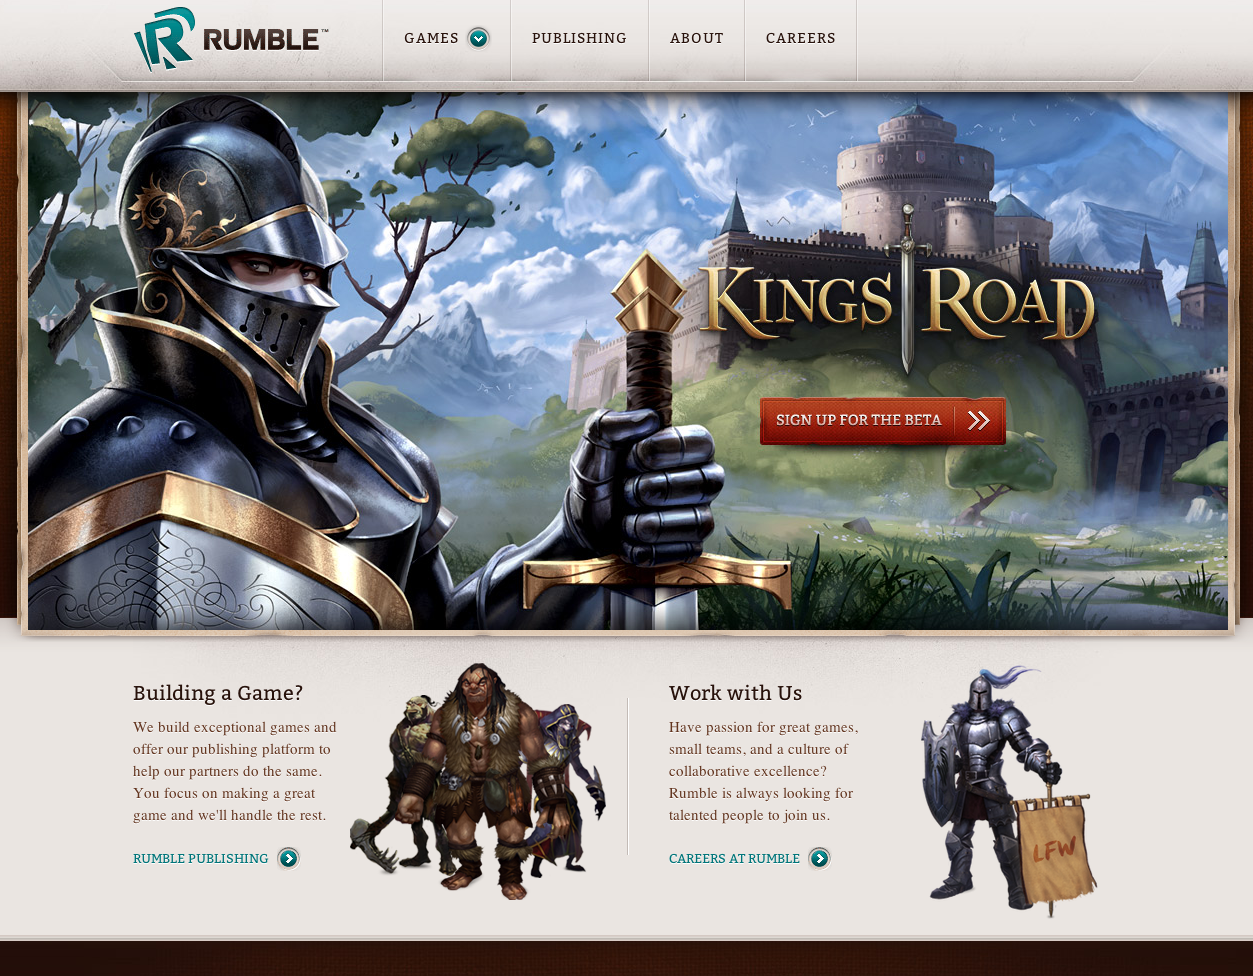 RUMBLE™
GAMES
PUBLISHING
ABOUT
CAREERS
KINGS ROAD
SIGN UP FOR THE BETA
Building a Game?
We build exceptional games and
offer our publishing platform to
help our partners do the same.
You focus on making a great
game and we'll handle the rest.
RUMBLE PUBLISHING
Work with Us
Have passion for great games,
small teams, and a culture of
collaborative excellence?
Rumble is always looking for
talented people to join us.
CAREERS AT RUMBLE
LFW